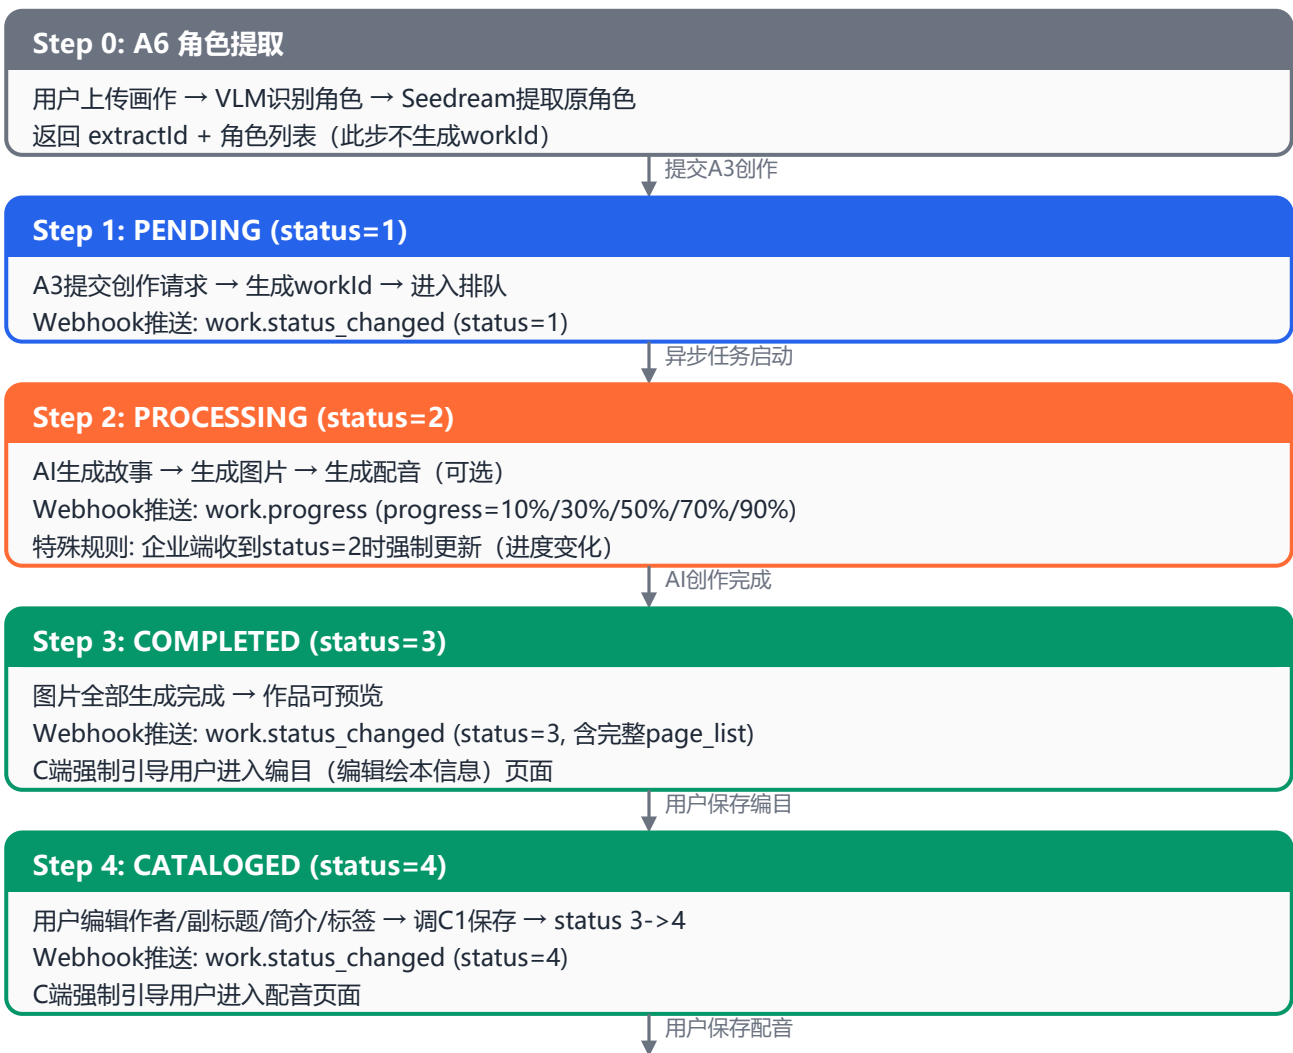 Step 0: A6 角色提取
用户上传画作 → VLM识别角色 → Seedream提取原角色
返回 extractId + 角色列表（此步不生成workId）
提交A3创作
Step 1: PENDING (status=1)
A3提交创作请求 → 生成workId → 进入排队
Webhook推送: work.status_changed (status=1)
异步任务启动
Step 2: PROCESSING (status=2)
AI生成故事 → 生成图片 → 生成配音（可选）
Webhook推送: work.progress (progress=10%/30%/50%/70%/90%)
特殊规则: 企业端收到status=2时强制更新（进度变化）
AI创作完成
Step 3: COMPLETED (status=3)
图片全部生成完成 → 作品可预览
Webhook推送: work.status_changed (status=3, 含完整page_list)
C端强制引导用户进入编目（编辑绘本信息）页面
用户保存编目
Step 4: CATALOGED (status=4)
用户编辑作者/副标题/简介/标签 → 调C1保存 → status 3->4
Webhook推送: work.status_changed (status=4)
C端强制引导用户进入配音页面
用户保存配音